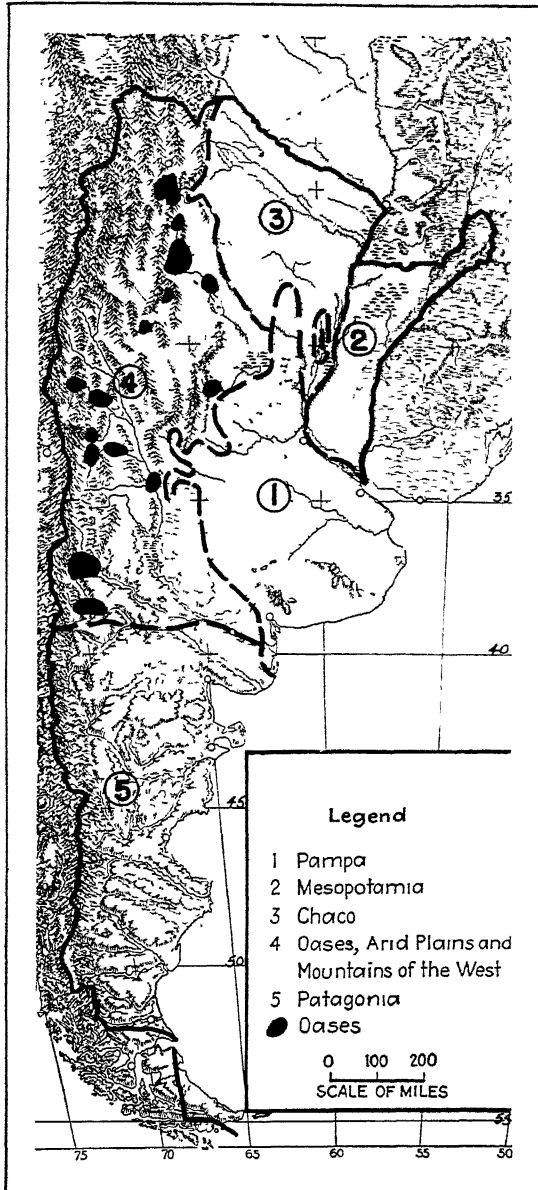 3
2
4
1
35
40
5
45
50
Legend
1 Pampa
2 Mesopotamia
3 Chaco
4 Oases, Arid Plains and
Mountains of the West
5 Patagonia
Oases
0 100 200
SCALE OF MILES
55
75 70 65 60 55 50